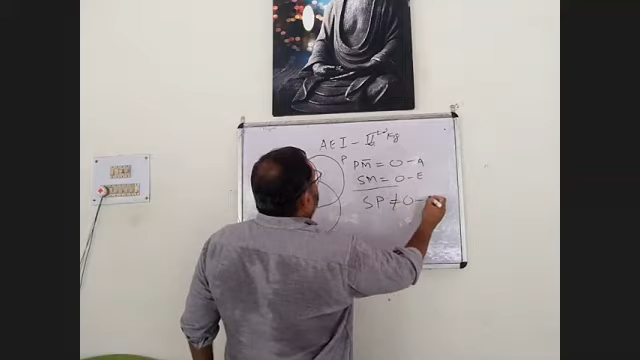 AEI - II
P
PM̄ = O - A
SM = O - E
SP ≠ O -